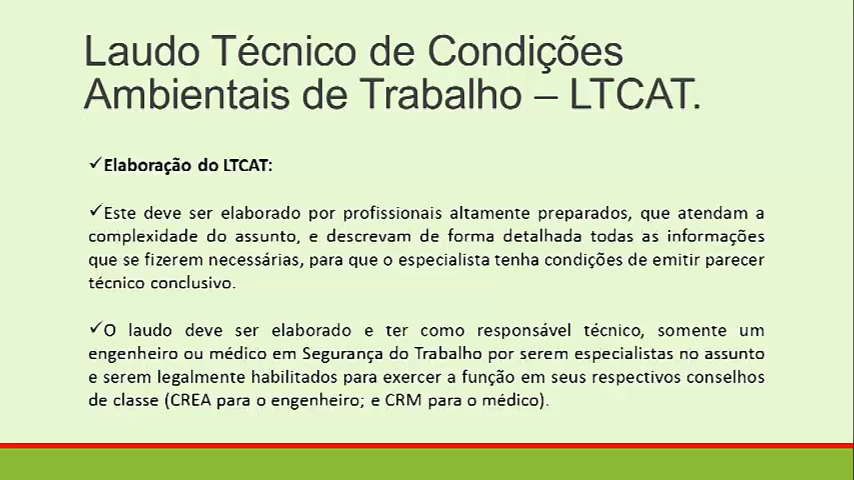 Laudo Técnico de Condições
Ambientais de Trabalho – LTCAT.
✓Elaboração do LTCAT:
✓Este deve ser elaborado por profissionais altamente preparados, que atendam a
complexidade do assunto, e descrevam de forma detalhada todas as informações
que se fizerem necessárias, para que o especialista tenha condições de emitir parecer
técnico conclusivo.
✓O laudo deve ser elaborado e ter como responsável técnico, somente um
engenheiro ou médico em Segurança do Trabalho por serem especialistas no assunto
e serem legalmente habilitados para exercer a função em seus respectivos conselhos
de classe (CREA para o engenheiro; e CRM para o médico).